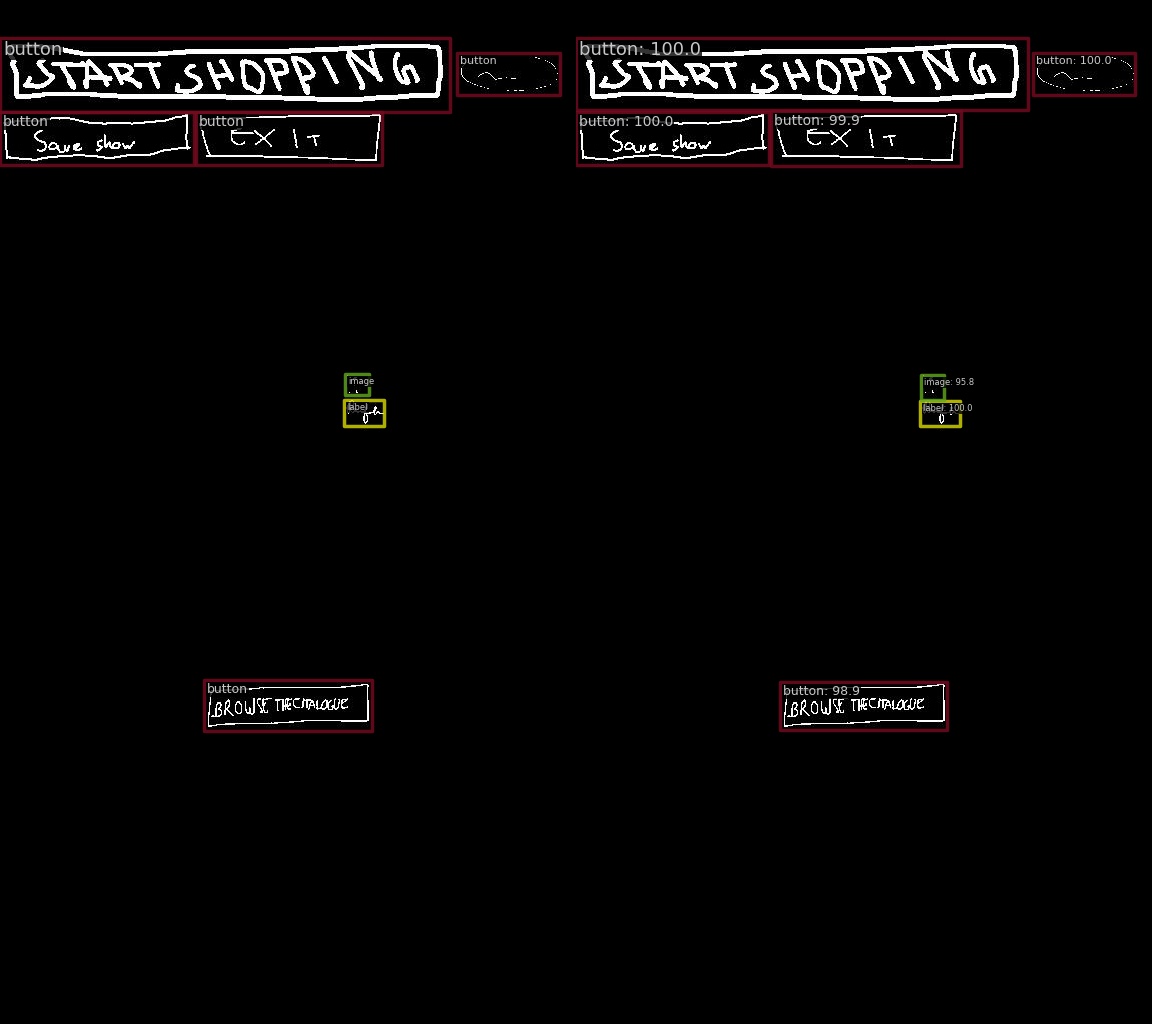 button
START SHOPPING
button
button
Save show
button
EX IT
image
label
button
BROWSE THE CATALOGUE
button: 100.0
START SHOPPING
button: 100.0
button: 100.0
Save show
button: 99.9
EX IT
image: 95.8
label: 100.0
button: 98.9
BROWSE THE CATALOGUE